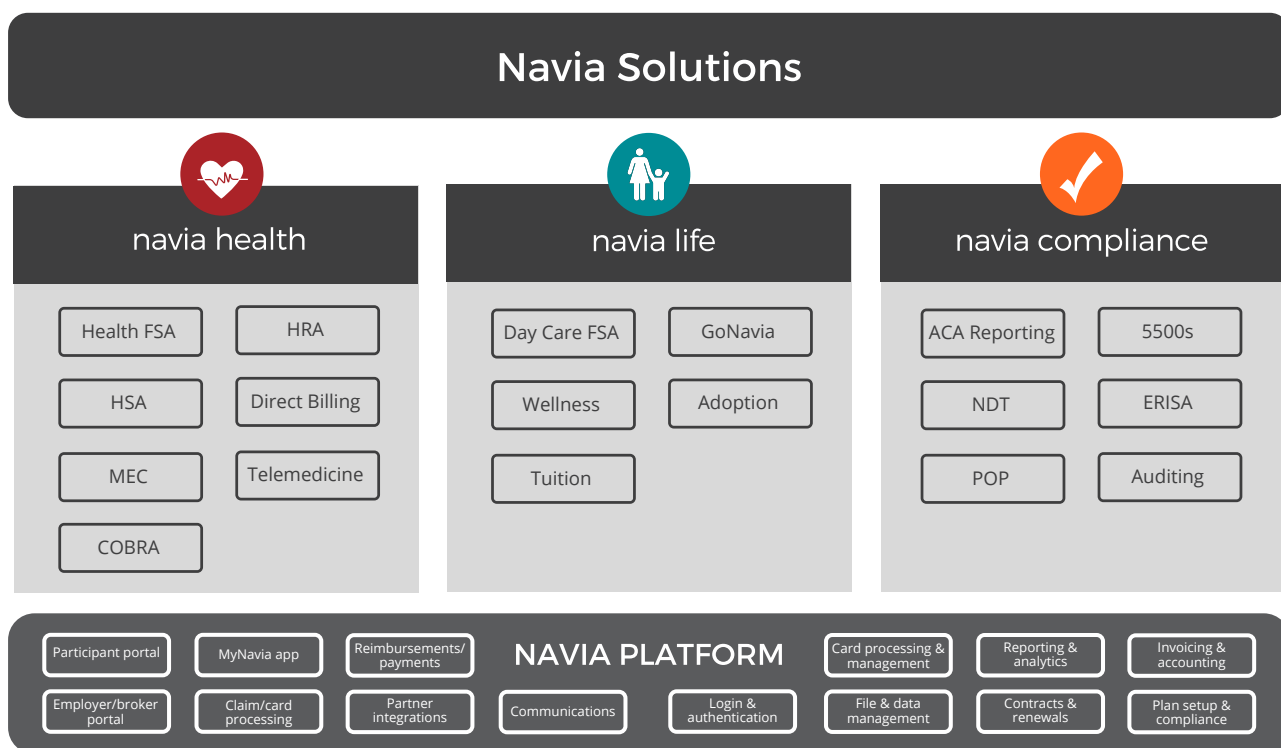 Navia Solutions
navia health
Health FSA
HRA
HSA
Direct Billing
MEC
Telemedicine
COBRA
navia life
Day Care FSA
GoNavia
Wellness
Adoption
Tuition
navia compliance
ACA Reporting
5500s
NDT
ERISA
POP
Auditing
NAVIA PLATFORM
Participant portal
MyNavia app
Reimbursements/
payments
Card processing &
management
Reporting &
analytics
Invoicing &
accounting
Employer/broker
portal
Claim/card
processing
Partner
integrations
Communications
Login &
authentication
File & data
management
Contracts &
renewals
Plan setup &
compliance